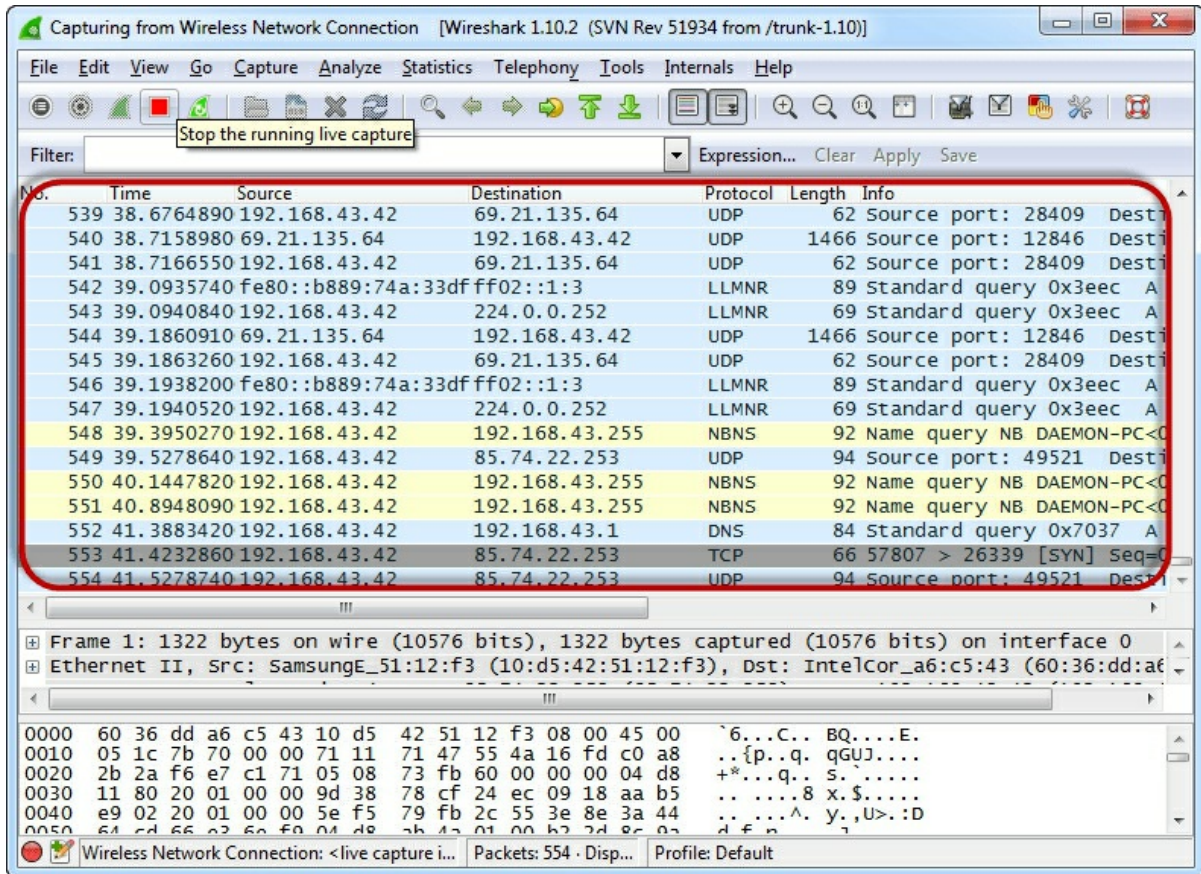 Capturing from Wireless Network Connection [Wireshark 1.10.2 (SVN Rev 51934 from /trunk-1.10)]
File Edit View Go Capture Analyze Statistics Telephony Tools Internals Help
Stop the running live capture
Filter: Expression... Clear Apply Save
No. Time Source Destination Protocol Length Info
539 38.6764890 192.168.43.42 69.21.135.64 UDP 62 Source port: 28409 Desti
540 38.7158980 69.21.135.64 192.168.43.42 UDP 1466 Source port: 12846 Desti
541 38.7166550 192.168.43.42 69.21.135.64 UDP 62 Source port: 28409 Desti
542 39.0935740 fe80::b889:74a:33df ff02::1:3 LLMNR 89 Standard query 0x3eec A
543 39.0940840 192.168.43.42 224.0.0.252 LLMNR 69 Standard query 0x3eec A
544 39.1860910 69.21.135.64 192.168.43.42 UDP 1466 Source port: 12846 Desti
545 39.1863260 192.168.43.42 69.21.135.64 UDP 62 Source port: 28409 Desti
546 39.1938200 fe80::b889:74a:33df ff02::1:3 LLMNR 89 Standard query 0x3eec A
547 39.1940520 192.168.43.42 224.0.0.252 LLMNR 69 Standard query 0x3eec A
548 39.3950270 192.168.43.42 192.168.43.255 NBNS 92 Name query NB DAEMON-PC<0
549 39.5278640 192.168.43.42 85.74.22.253 UDP 94 Source port: 49521 Desti
550 40.1447820 192.168.43.42 192.168.43.255 NBNS 92 Name query NB DAEMON-PC<0
551 40.8948090 192.168.43.42 192.168.43.255 NBNS 92 Name query NB DAEMON-PC<0
552 41.3883420 192.168.43.42 192.168.43.1 DNS 84 Standard query 0x7037 A
553 41.4232860 192.168.43.42 85.74.22.253 TCP 66 57807 > 26339 [SYN] Seq=0
554 41.5278740 192.168.43.42 85.74.22.253 UDP 94 Source port: 49521 Desti
Frame 1: 1322 bytes on wire (10576 bits), 1322 bytes captured (10576 bits) on interface 0
Ethernet II, Src: SamsungE_51:12:f3 (10:d5:42:51:12:f3), Dst: IntelCor_a6:c5:43 (60:36:dd:a6
0000 60 36 dd a6 c5 43 10 d5 42 51 12 f3 08 00 45 00 `6...C.. BQ....E.
0010 05 1c 7b 70 00 00 71 11 71 47 55 4a 16 fd c0 a8 ..{p..q. qGUJ....
0020 2b 2a f6 e7 c1 71 05 08 73 fb 60 00 00 00 04 d8 +*...q.. s.`.....
0030 11 80 20 01 00 00 9d 38 78 cf 24 ec 09 18 aa b5 .. ....8 x.$.....
0040 e9 02 20 01 00 00 5e f5 79 fb 2c 55 3e 8e 3a 44 .. ...^. y.,U>.:D
0050 64 cd 66 e3 6e f9 04 d8 ab 4a 01 00 b2 2d 8c 9a
Wireless Network Connection: <live capture i... Packets: 554 · Disp... Profile: Default